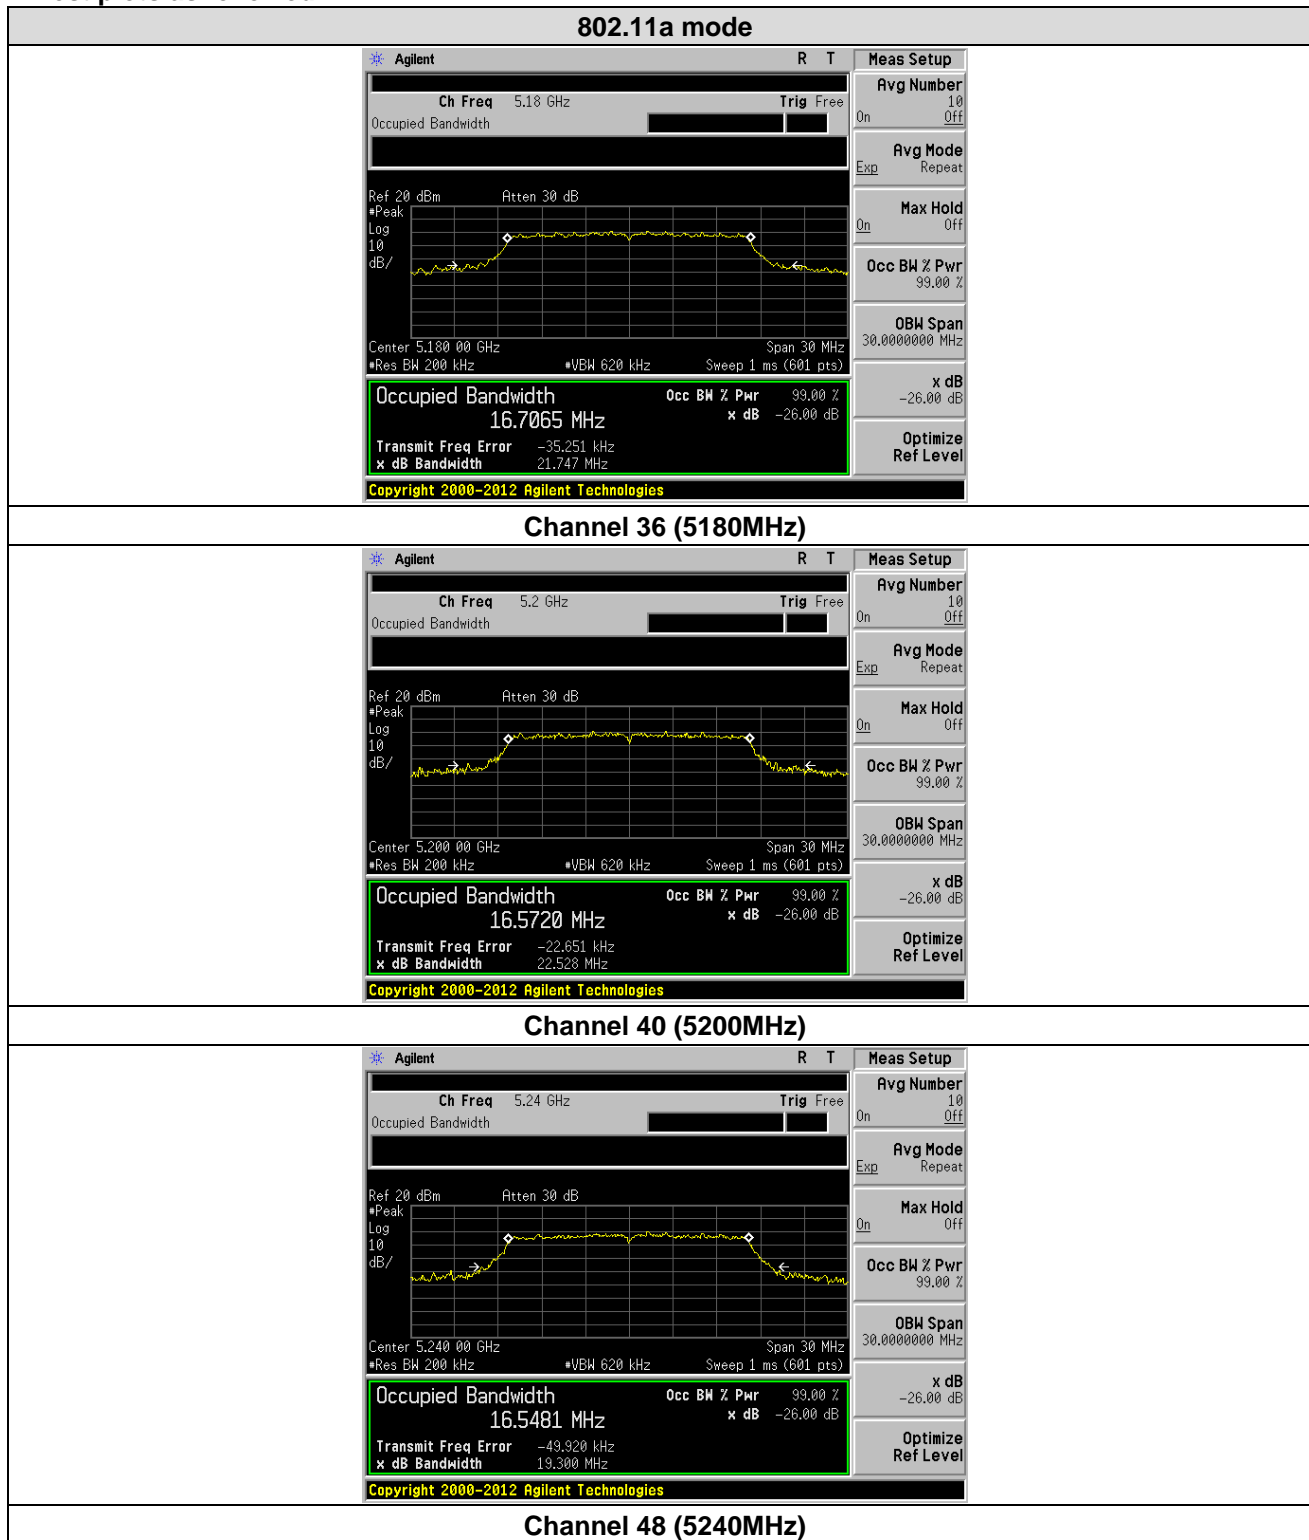 802.11a mode
Agilent R T Meas Setup
Ch Freq 5.18 GHz Trig Free
Occupied Bandwidth
Avg Number
10
On Off
Avg Mode
Exp Repeat
Max Hold
On Off
Occ BW % Pwr
99.00 %
OBW Span
30.0000000 MHz
x dB
-26.00 dB
Optimize
Ref Level
Ref 20 dBm Atten 30 dB
#Peak
Log
10
dB/
Center 5.180 00 GHz Span 30 MHz
#Res BW 200 kHz #VBW 620 kHz Sweep 1 ms (601 pts)
Occupied Bandwidth Occ BW % Pwr 99.00 %
16.7065 MHz x dB -26.00 dB
Transmit Freq Error -35.251 kHz
x dB Bandwidth 21.747 MHz
Copyright 2000-2012 Agilent Technologies
Channel 36 (5180MHz)
Agilent R T Meas Setup
Ch Freq 5.2 GHz Trig Free
Occupied Bandwidth
Avg Number
10
On Off
Avg Mode
Exp Repeat
Max Hold
On Off
Occ BW % Pwr
99.00 %
OBW Span
30.0000000 MHz
x dB
-26.00 dB
Optimize
Ref Level
Ref 20 dBm Atten 30 dB
#Peak
Log
10
dB/
Center 5.200 00 GHz Span 30 MHz
#Res BW 200 kHz #VBW 620 kHz Sweep 1 ms (601 pts)
Occupied Bandwidth Occ BW % Pwr 99.00 %
16.5720 MHz x dB -26.00 dB
Transmit Freq Error -22.651 kHz
x dB Bandwidth 22.528 MHz
Copyright 2000-2012 Agilent Technologies
Channel 40 (5200MHz)
Agilent R T Meas Setup
Ch Freq 5.24 GHz Trig Free
Occupied Bandwidth
Avg Number
10
On Off
Avg Mode
Exp Repeat
Max Hold
On Off
Occ BW % Pwr
99.00 %
OBW Span
30.0000000 MHz
x dB
-26.00 dB
Optimize
Ref Level
Ref 20 dBm Atten 30 dB
#Peak
Log
10
dB/
Center 5.240 00 GHz Span 30 MHz
#Res BW 200 kHz #VBW 620 kHz Sweep 1 ms (601 pts)
Occupied Bandwidth Occ BW % Pwr 99.00 %
16.5481 MHz x dB -26.00 dB
Transmit Freq Error -49.920 kHz
x dB Bandwidth 19.300 MHz
Copyright 2000-2012 Agilent Technologies
Channel 48 (5240MHz)